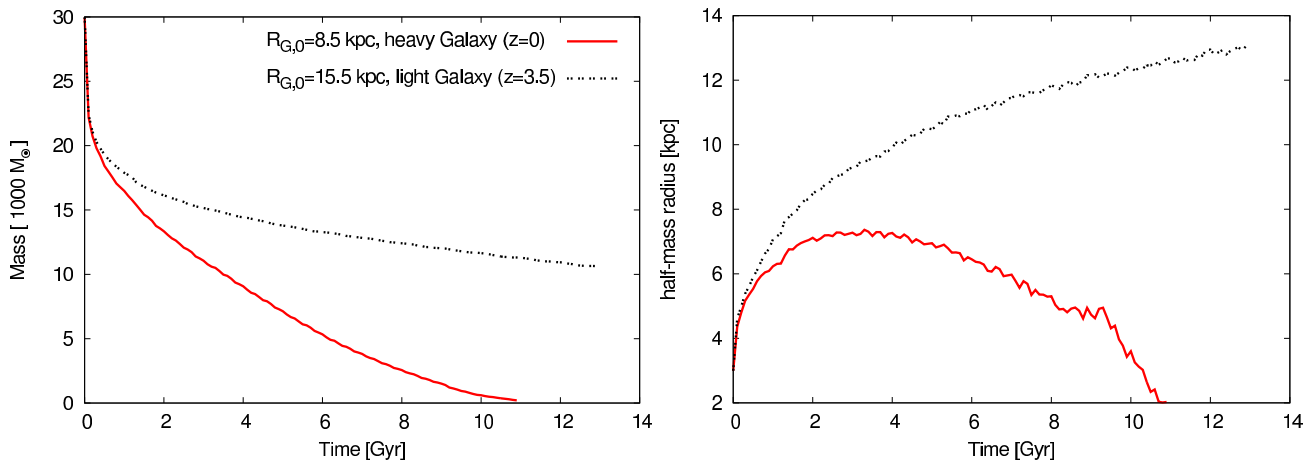 30
25
20
15
10
5
0
Mass [ 1000 M☉]
R_G,0=8.5 kpc, heavy Galaxy (z=0)
R_G,0=15.5 kpc, light Galaxy (z=3.5)
0 2 4 6 8 10 12 14
Time [Gyr]
14
12
10
8
6
4
2
half-mass radius [kpc]
0 2 4 6 8 10 12 14
Time [Gyr]